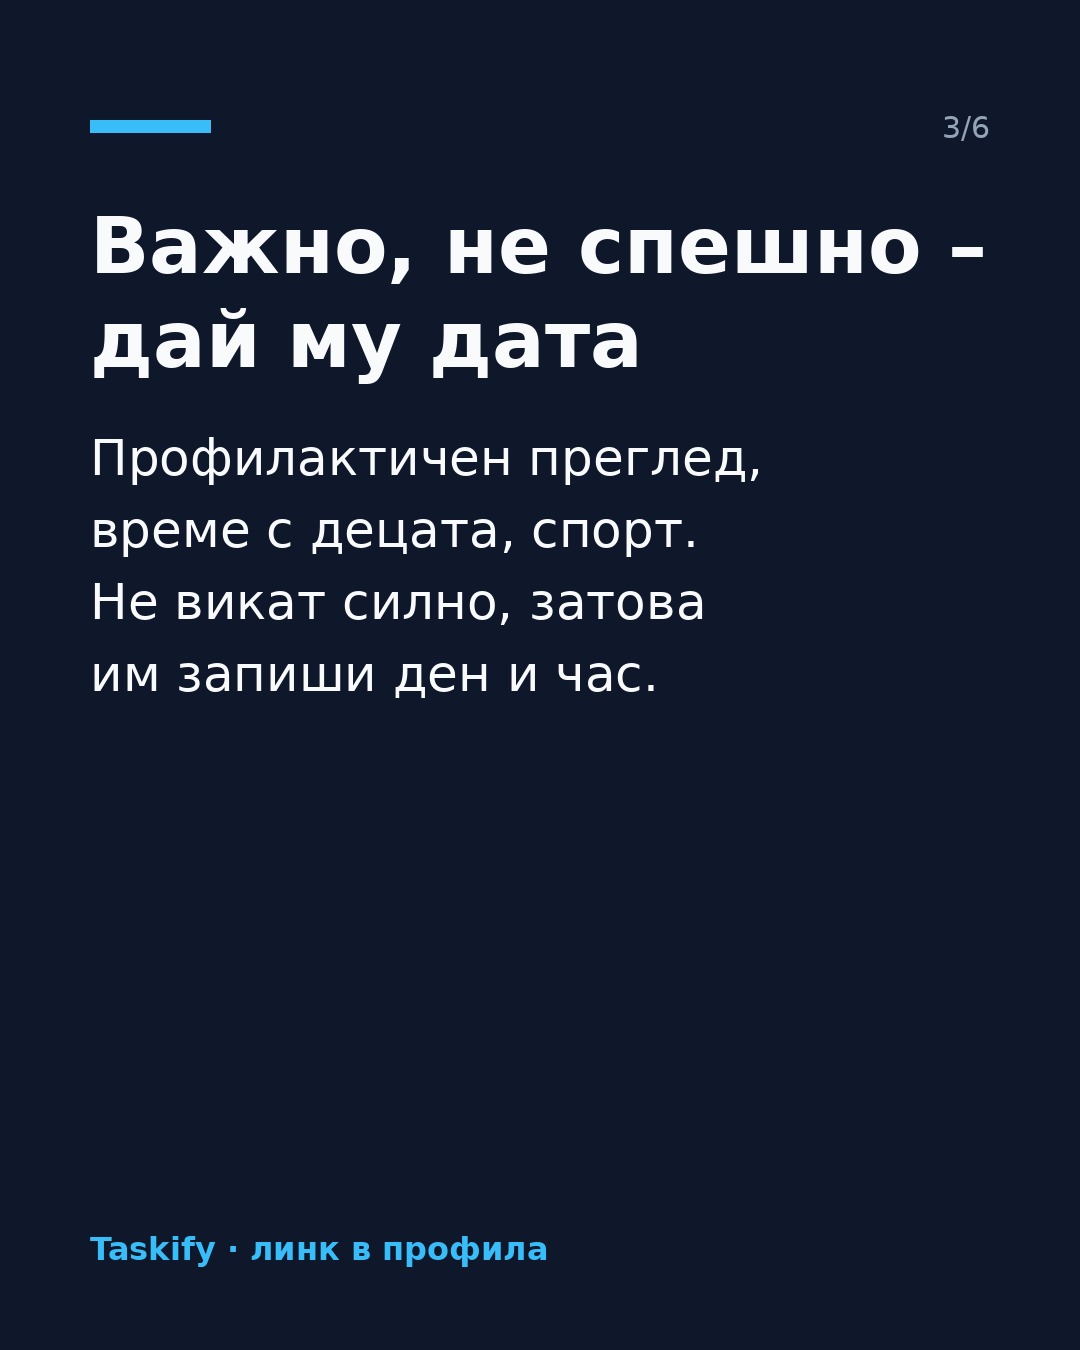 3/6
Важно, не спешно –
дай му дата
Профилактичен преглед,
време с децата, спорт.
Не викат силно, затова
им запиши ден и час.
Taskify · линк в профила